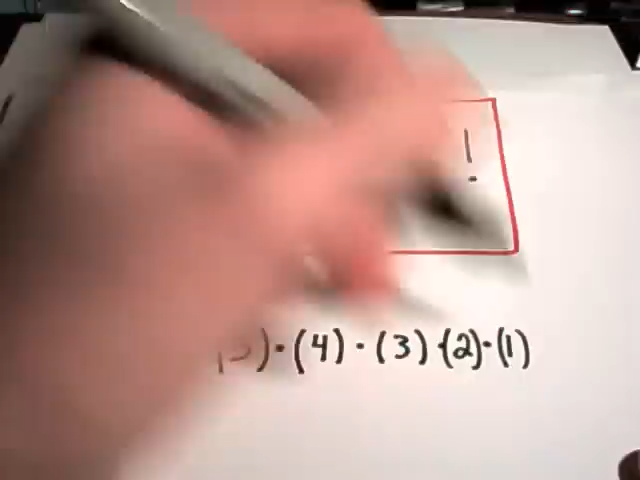 !
) · (4) · (3) · (2) · (1)